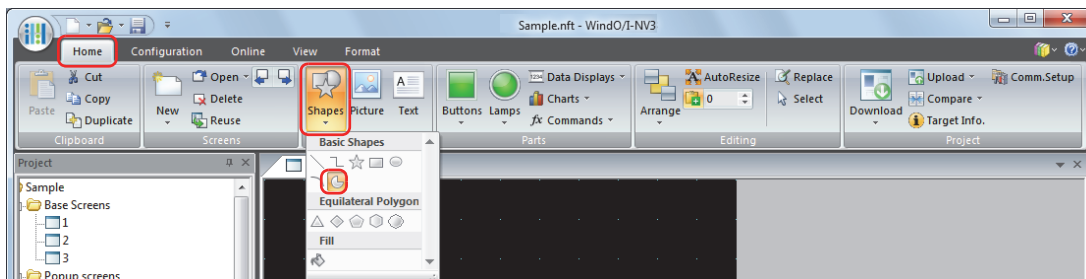 Sample.nft - WindO/I-NV3
Home Configuration Online View Format
Cut Open AutoResize Replace Upload Comm.Setup
1234 Data Displays
Copy Delete Charts 0 Select Compare
Paste Duplicate New Reuse Shapes Picture Text Buttons Lamps fx Commands Arrange Download Target Info.
Clipboard Screens Parts Editing Project
Basic Shapes
Project
Sample
Base Screens
Equilateral Polygon
1
2
Fill
3
Popup screens